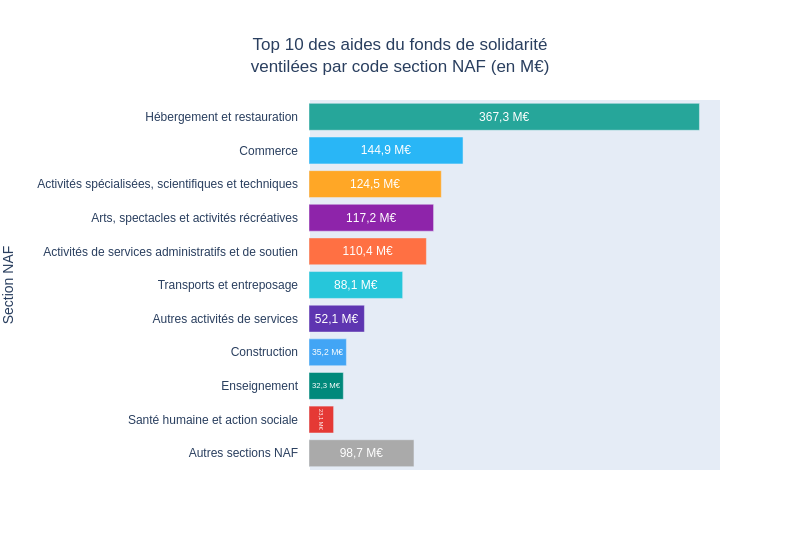 Top 10 des aides du fonds de solidarité
ventilées par code section NAF (en M€)
Section NAF
Hébergement et restauration 367,3 M€
Commerce 144,9 M€
Activités spécialisées, scientifiques et techniques 124,5 M€
Arts, spectacles et activités récréatives 117,2 M€
Activités de services administratifs et de soutien 110,4 M€
Transports et entreposage 88,1 M€
Autres activités de services 52,1 M€
Construction 35,2 M€
Enseignement 32,3 M€
Santé humaine et action sociale 23,1 M€
Autres sections NAF 98,7 M€